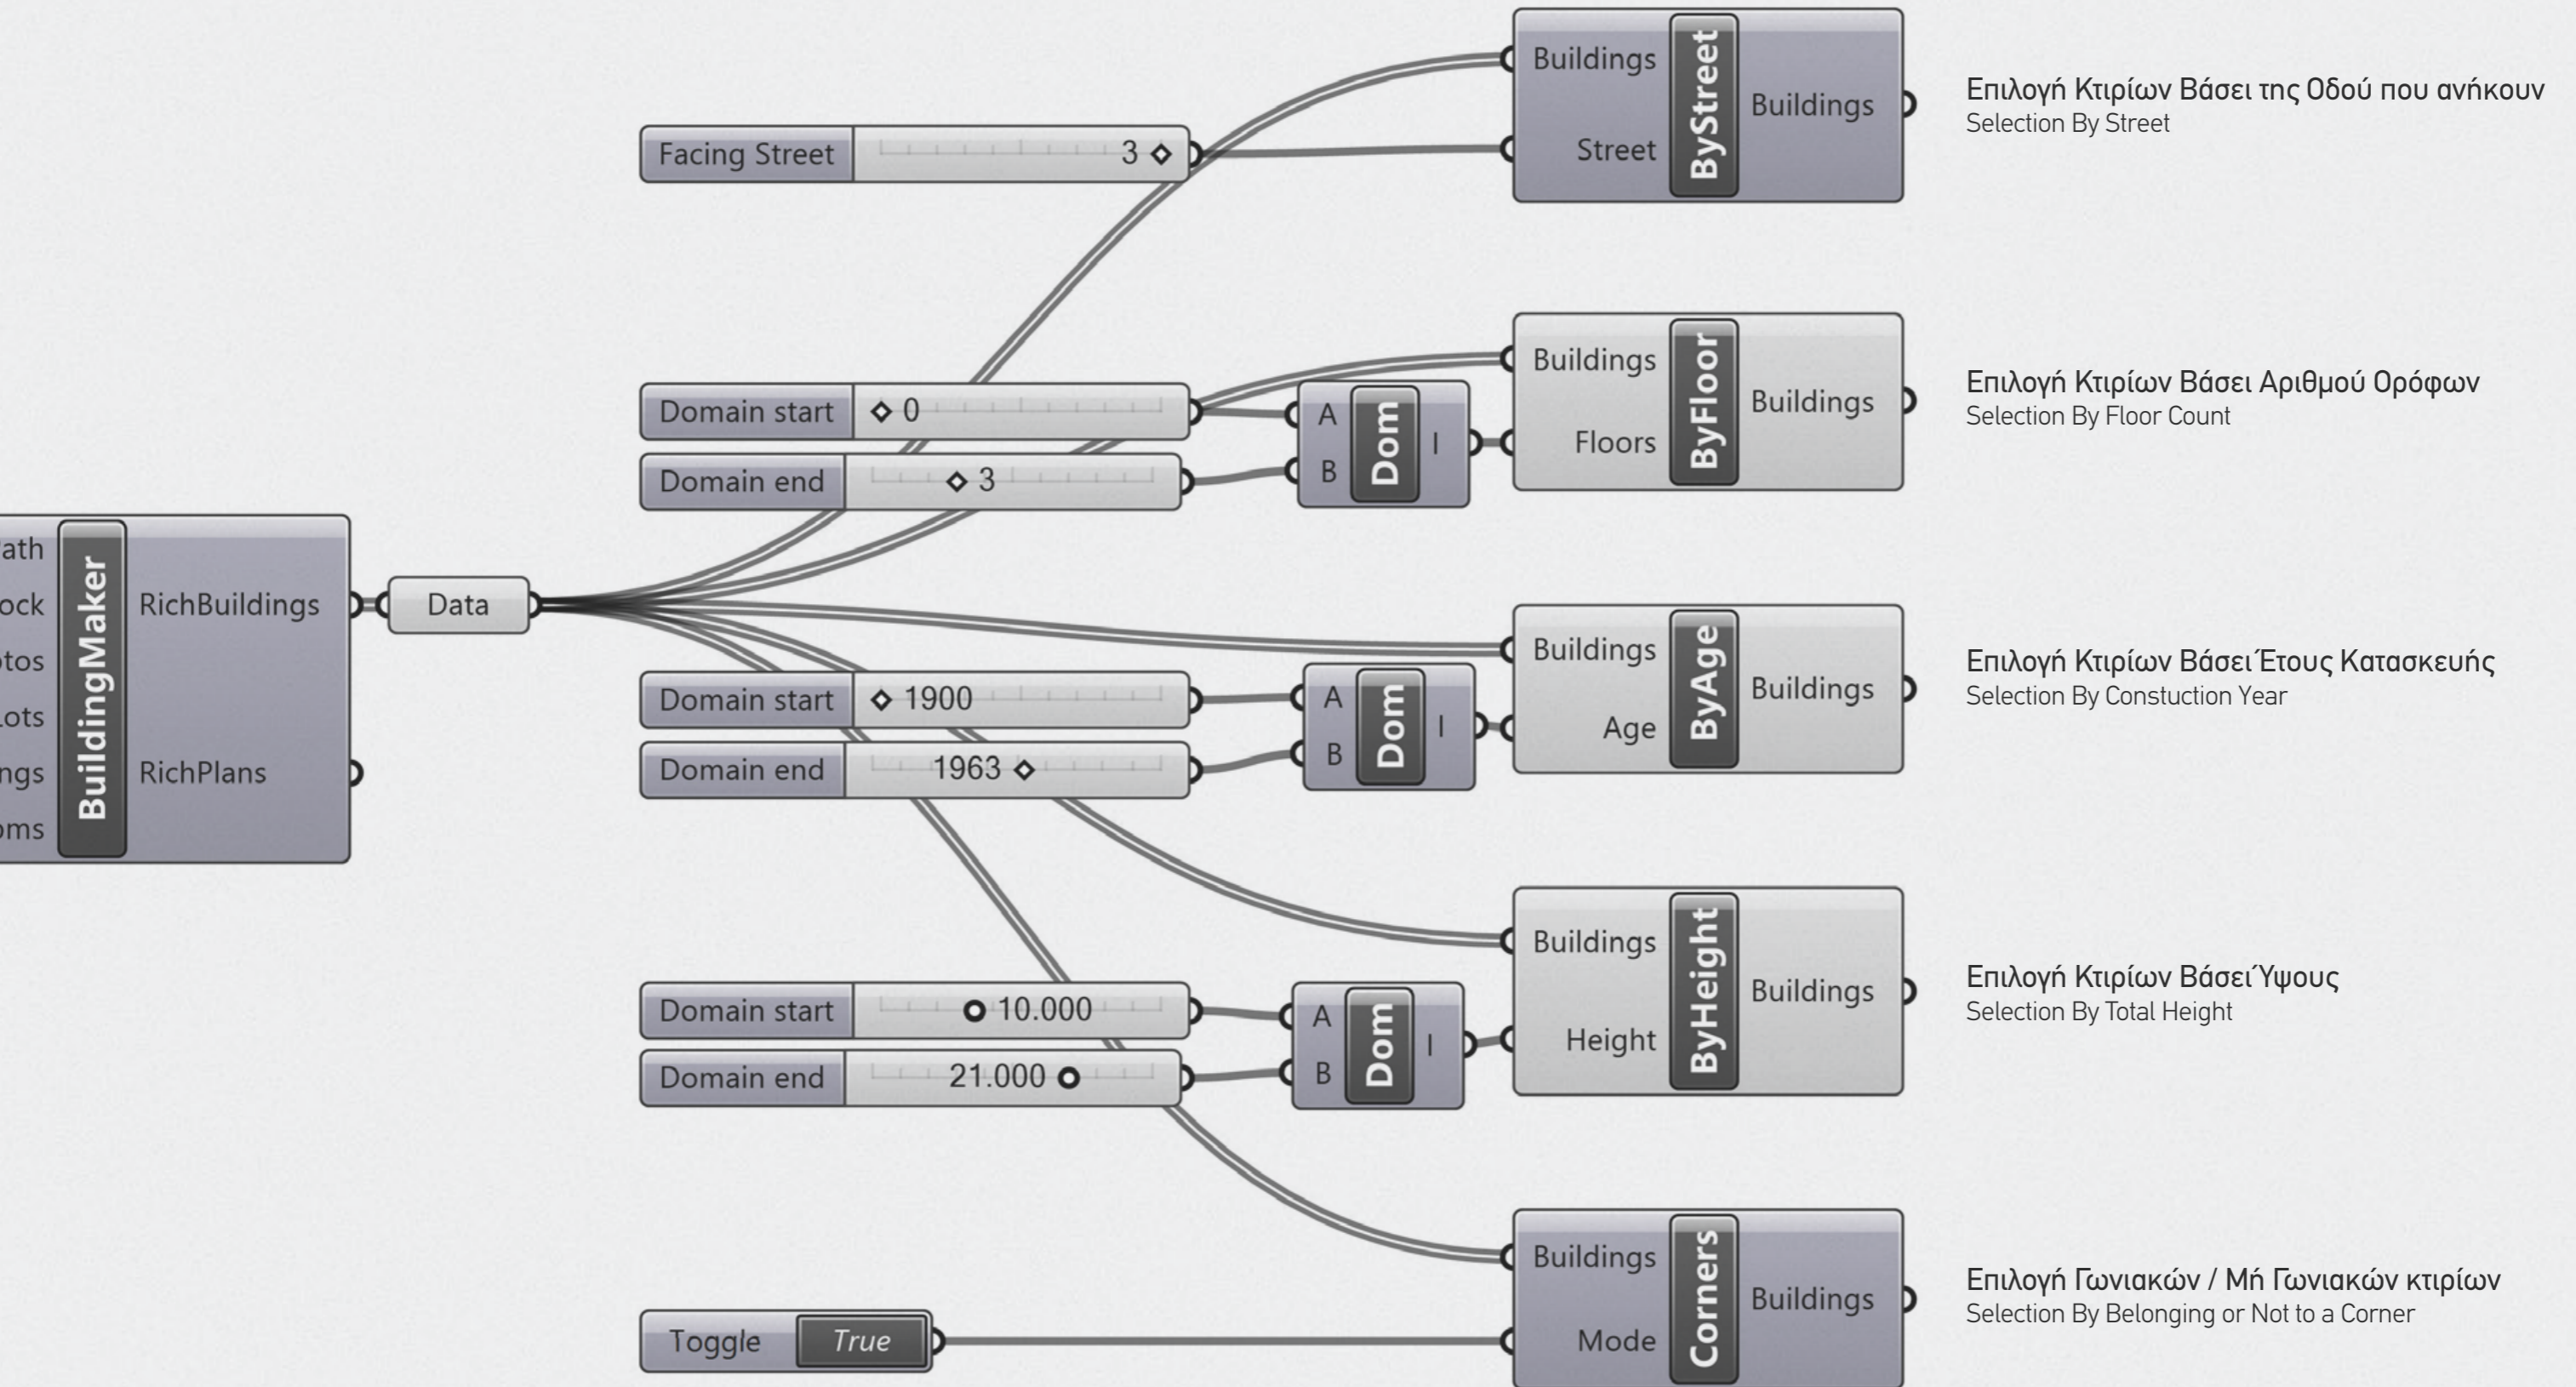 Buildings
Street
ByStreet
Buildings
Επιλογή Κτιρίων Βάσει της Οδού που ανήκουν
Selection By Street
Facing Street
3
Domain start
0
Domain end
3
A
B
Dom
I
Buildings
Floors
ByFloor
Buildings
Επιλογή Κτιρίων Βάσει Αριθμού Ορόφων
Selection By Floor Count
ath
ock
tos
ots
ngs
oms
BuildingMaker
RichBuildings
RichPlans
Data
Domain start
1900
Domain end
1963
A
B
Dom
I
Buildings
Age
ByAge
Buildings
Επιλογή Κτιρίων Βάσει Έτους Κατασκευής
Selection By Constuction Year
Domain start
10.000
Domain end
21.000
A
B
Dom
I
Buildings
Height
ByHeight
Buildings
Επιλογή Κτιρίων Βάσει Ύψους
Selection By Total Height
Toggle
True
Buildings
Mode
Corners
Buildings
Επιλογή Γωνιακών / Μή Γωνιακών κτιρίων
Selection By Belonging or Not to a Corner